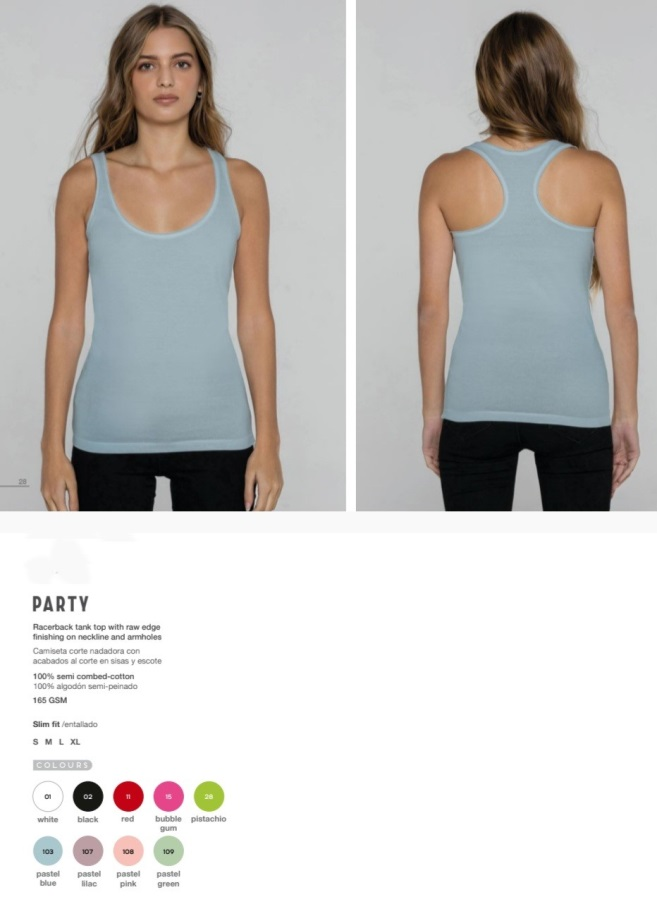 28
PARTY
Racerback tank top with raw edge
finishing on neckline and armholes
Camiseta corte nadadora con
acabados al corte en sisas y escote
100% semi combed-cotton
100% algodón semi-peinado
165 GSM
Slim fit /entallado
S M L XL
COLOURS
01 02 11 15 28
white black red bubble gum pistachio
103 107 108 109
pastel blue pastel lilac pastel pink pastel green